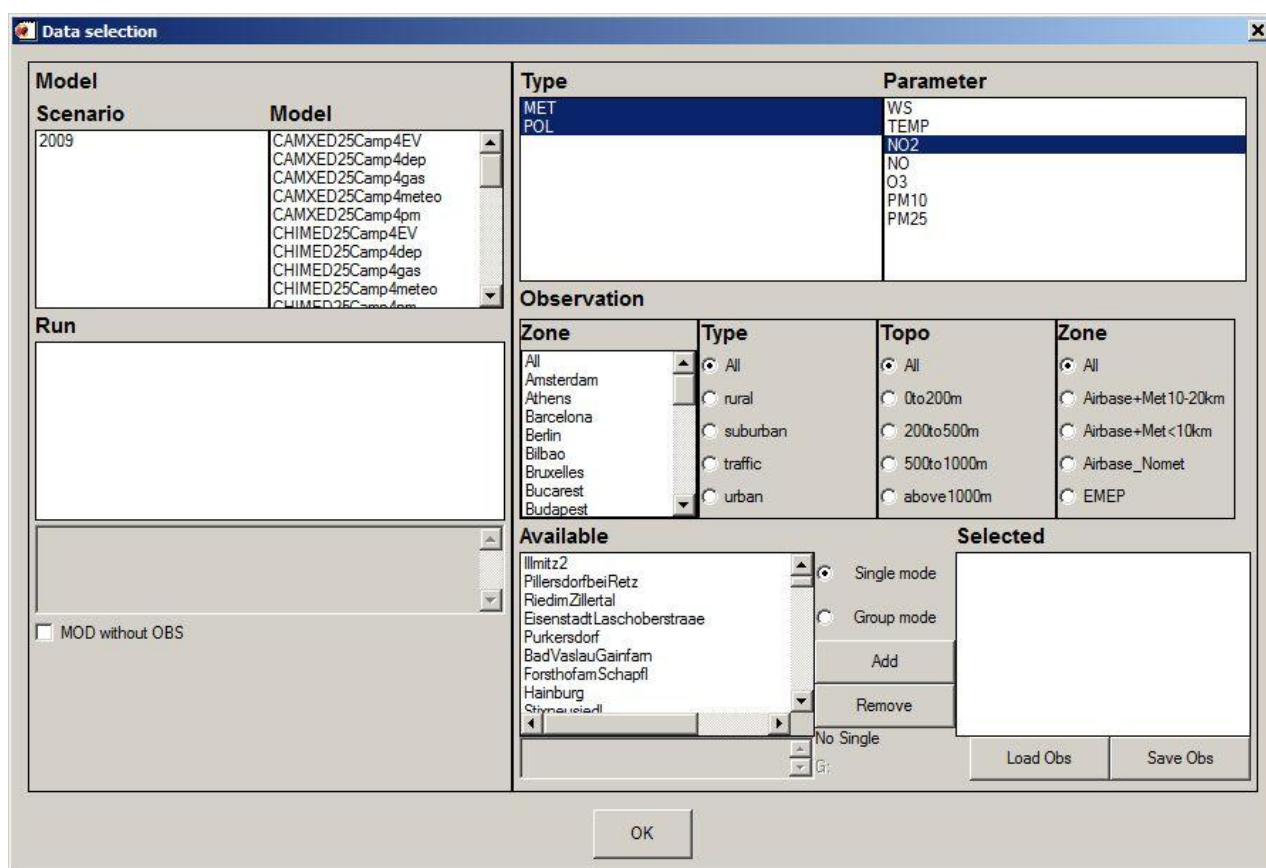 Data selection
Model
Scenario
Model
2009
CAMXED25Camp4EV
CAMXED25Camp4dep
CAMXED25Camp4gas
CAMXED25Camp4meteo
CAMXED25Camp4pm
CHIMED25Camp4EV
CHIMED25Camp4dep
CHIMED25Camp4gas
CHIMED25Camp4meteo
CHIMED25Camp4pm
Run
MOD without OBS
Type
MET
POL
Parameter
WS
TEMP
NO2
NO
O3
PM10
PM25
Observation
Zone
All
Amsterdam
Athens
Barcelona
Berlin
Bilbao
Bruxelles
Bucarest
Budapest
Type
All
rural
suburban
traffic
urban
Topo
All
0to200m
200to500m
500to1000m
above1000m
Zone
All
Airbase+Met10-20km
Airbase+Met<10km
Airbase_Nomet
EMEP
Available
Illmitz2
PillersdorfbeiRetz
RiedimZillertal
EisenstadtLaschoberstraae
Purkersdorf
BadVaslauGainfarn
ForsthofamSchapfl
Hainburg
Stixneusiedl
Single mode
Group mode
Add
Remove
No Single
G:
Selected
Load Obs
Save Obs
OK